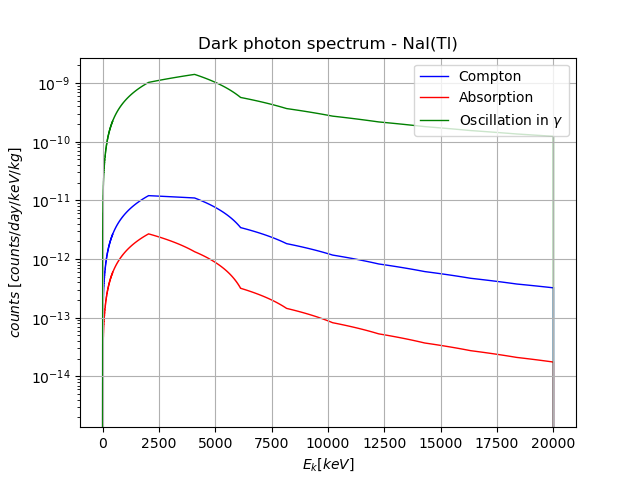 Dark photon spectrum - NaI(Tl)
Compton
Absorption
Oscillation in γ
counts [counts/day/keV/kg]
10⁻⁹
10⁻¹⁰
10⁻¹¹
10⁻¹²
10⁻¹³
10⁻¹⁴
0 2500 5000 7500 10000 12500 15000 17500 20000
Eₖ[keV]